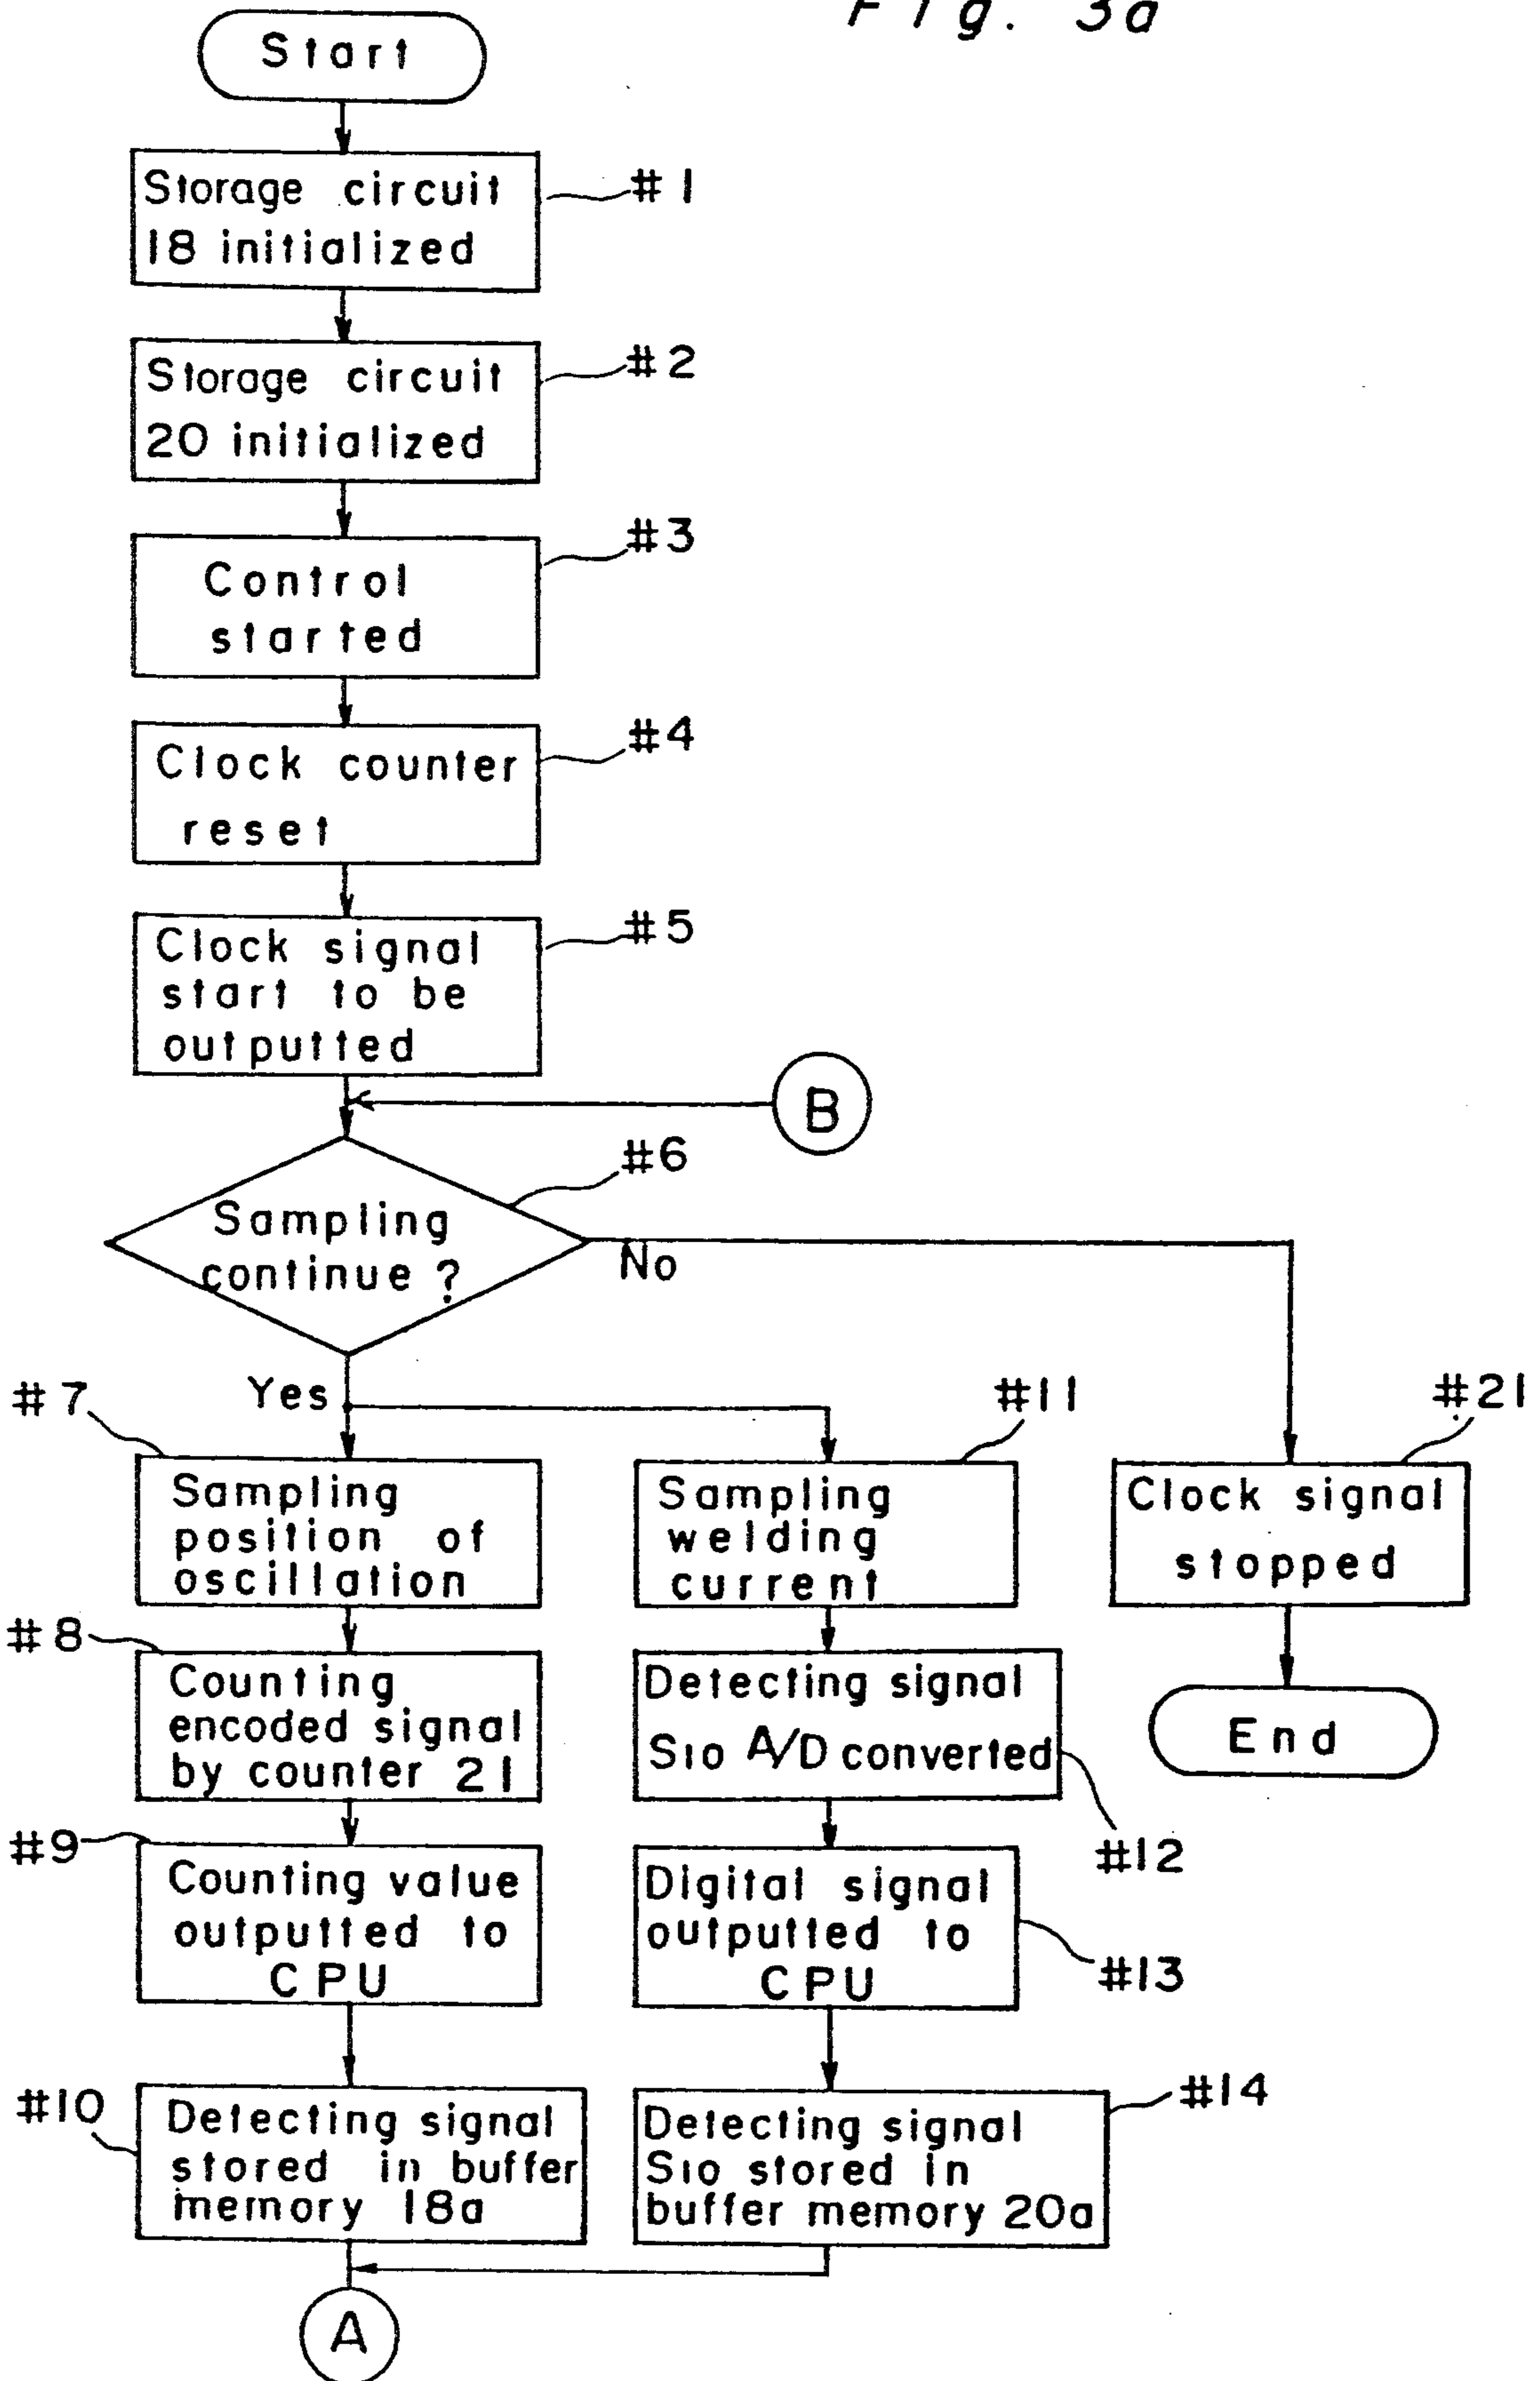 Fig. 3a
Start
Storage circuit
18 initialized
#1
Storage circuit
20 initialized
#2
Control
started
#3
Clock counter
reset
#4
Clock signal
start to be
outputted
#5
B
#6
Sampling
continue ?
No
Yes
#7
Sampling
position of
oscillation
#11
Sampling
welding
current
#21
Clock signal
stopped
#8
Counting
encoded signal
by counter 21
Detecting signal
S10 A/D converted
#12
End
#9
Counting value
outputted to
CPU
Digital signal
outputted to
CPU
#13
#10
Detecting signal
stored in buffer
memory 18a
Detecting signal
S10 stored in
buffer memory 20a
#14
A